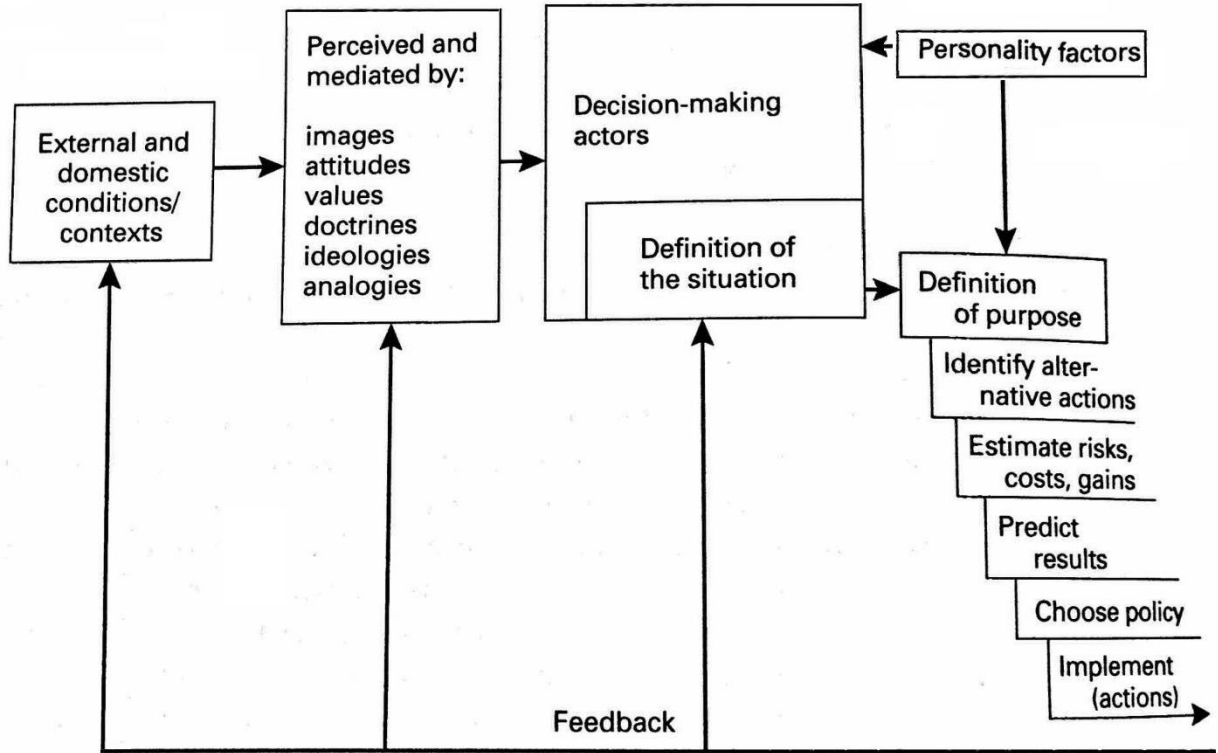 External and
domestic
conditions/
contexts
Perceived and
mediated by:
images
attitudes
values
doctrines
ideologies
analogies
Decision-making
actors
Definition of
the situation
Personality factors
Definition
of purpose
Identify alter-
native actions
Estimate risks,
costs, gains
Predict
results
Choose policy
Implement
(actions)
Feedback